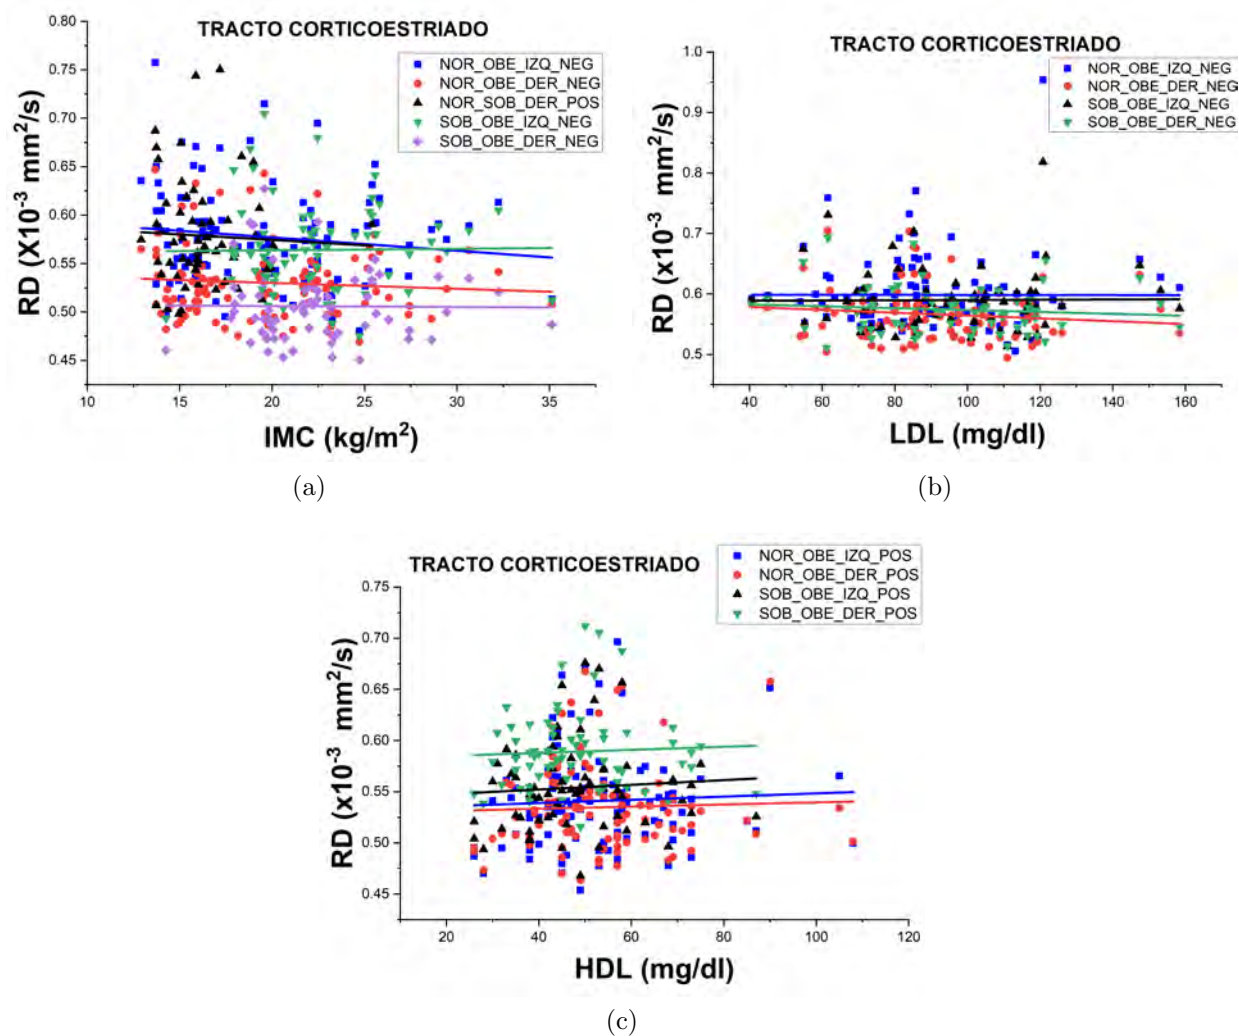 TRACTO CORTICOESTRIADO
NOR_OBE_IZQ_NEG
NOR_OBE_DER_NEG
NOR_SOB_DER_POS
SOB_OBE_IZQ_NEG
SOB_OBE_DER_NEG
RD (X10⁻³ mm²/s)
0.80
0.75
0.70
0.65
0.60
0.55
0.50
0.45
10 15 20 25 30 35
IMC (kg/m²)
(a)
TRACTO CORTICOESTRIADO
NOR_OBE_IZQ_NEG
NOR_OBE_DER_NEG
SOB_OBE_IZQ_NEG
SOB_OBE_DER_NEG
RD (x10⁻³ mm²/s)
1.0
0.9
0.8
0.7
0.6
0.5
40 60 80 100 120 140 160 170
LDL (mg/dl)
(b)
TRACTO CORTICOESTRIADO
NOR_OBE_IZQ_POS
NOR_OBE_DER_POS
SOB_OBE_IZQ_POS
SOB_OBE_DER_POS
RD (x10⁻³ mm²/s)
0.75
0.70
0.65
0.60
0.55
0.50
0.45
20 40 60 80 100 120
HDL (mg/dl)
(c)